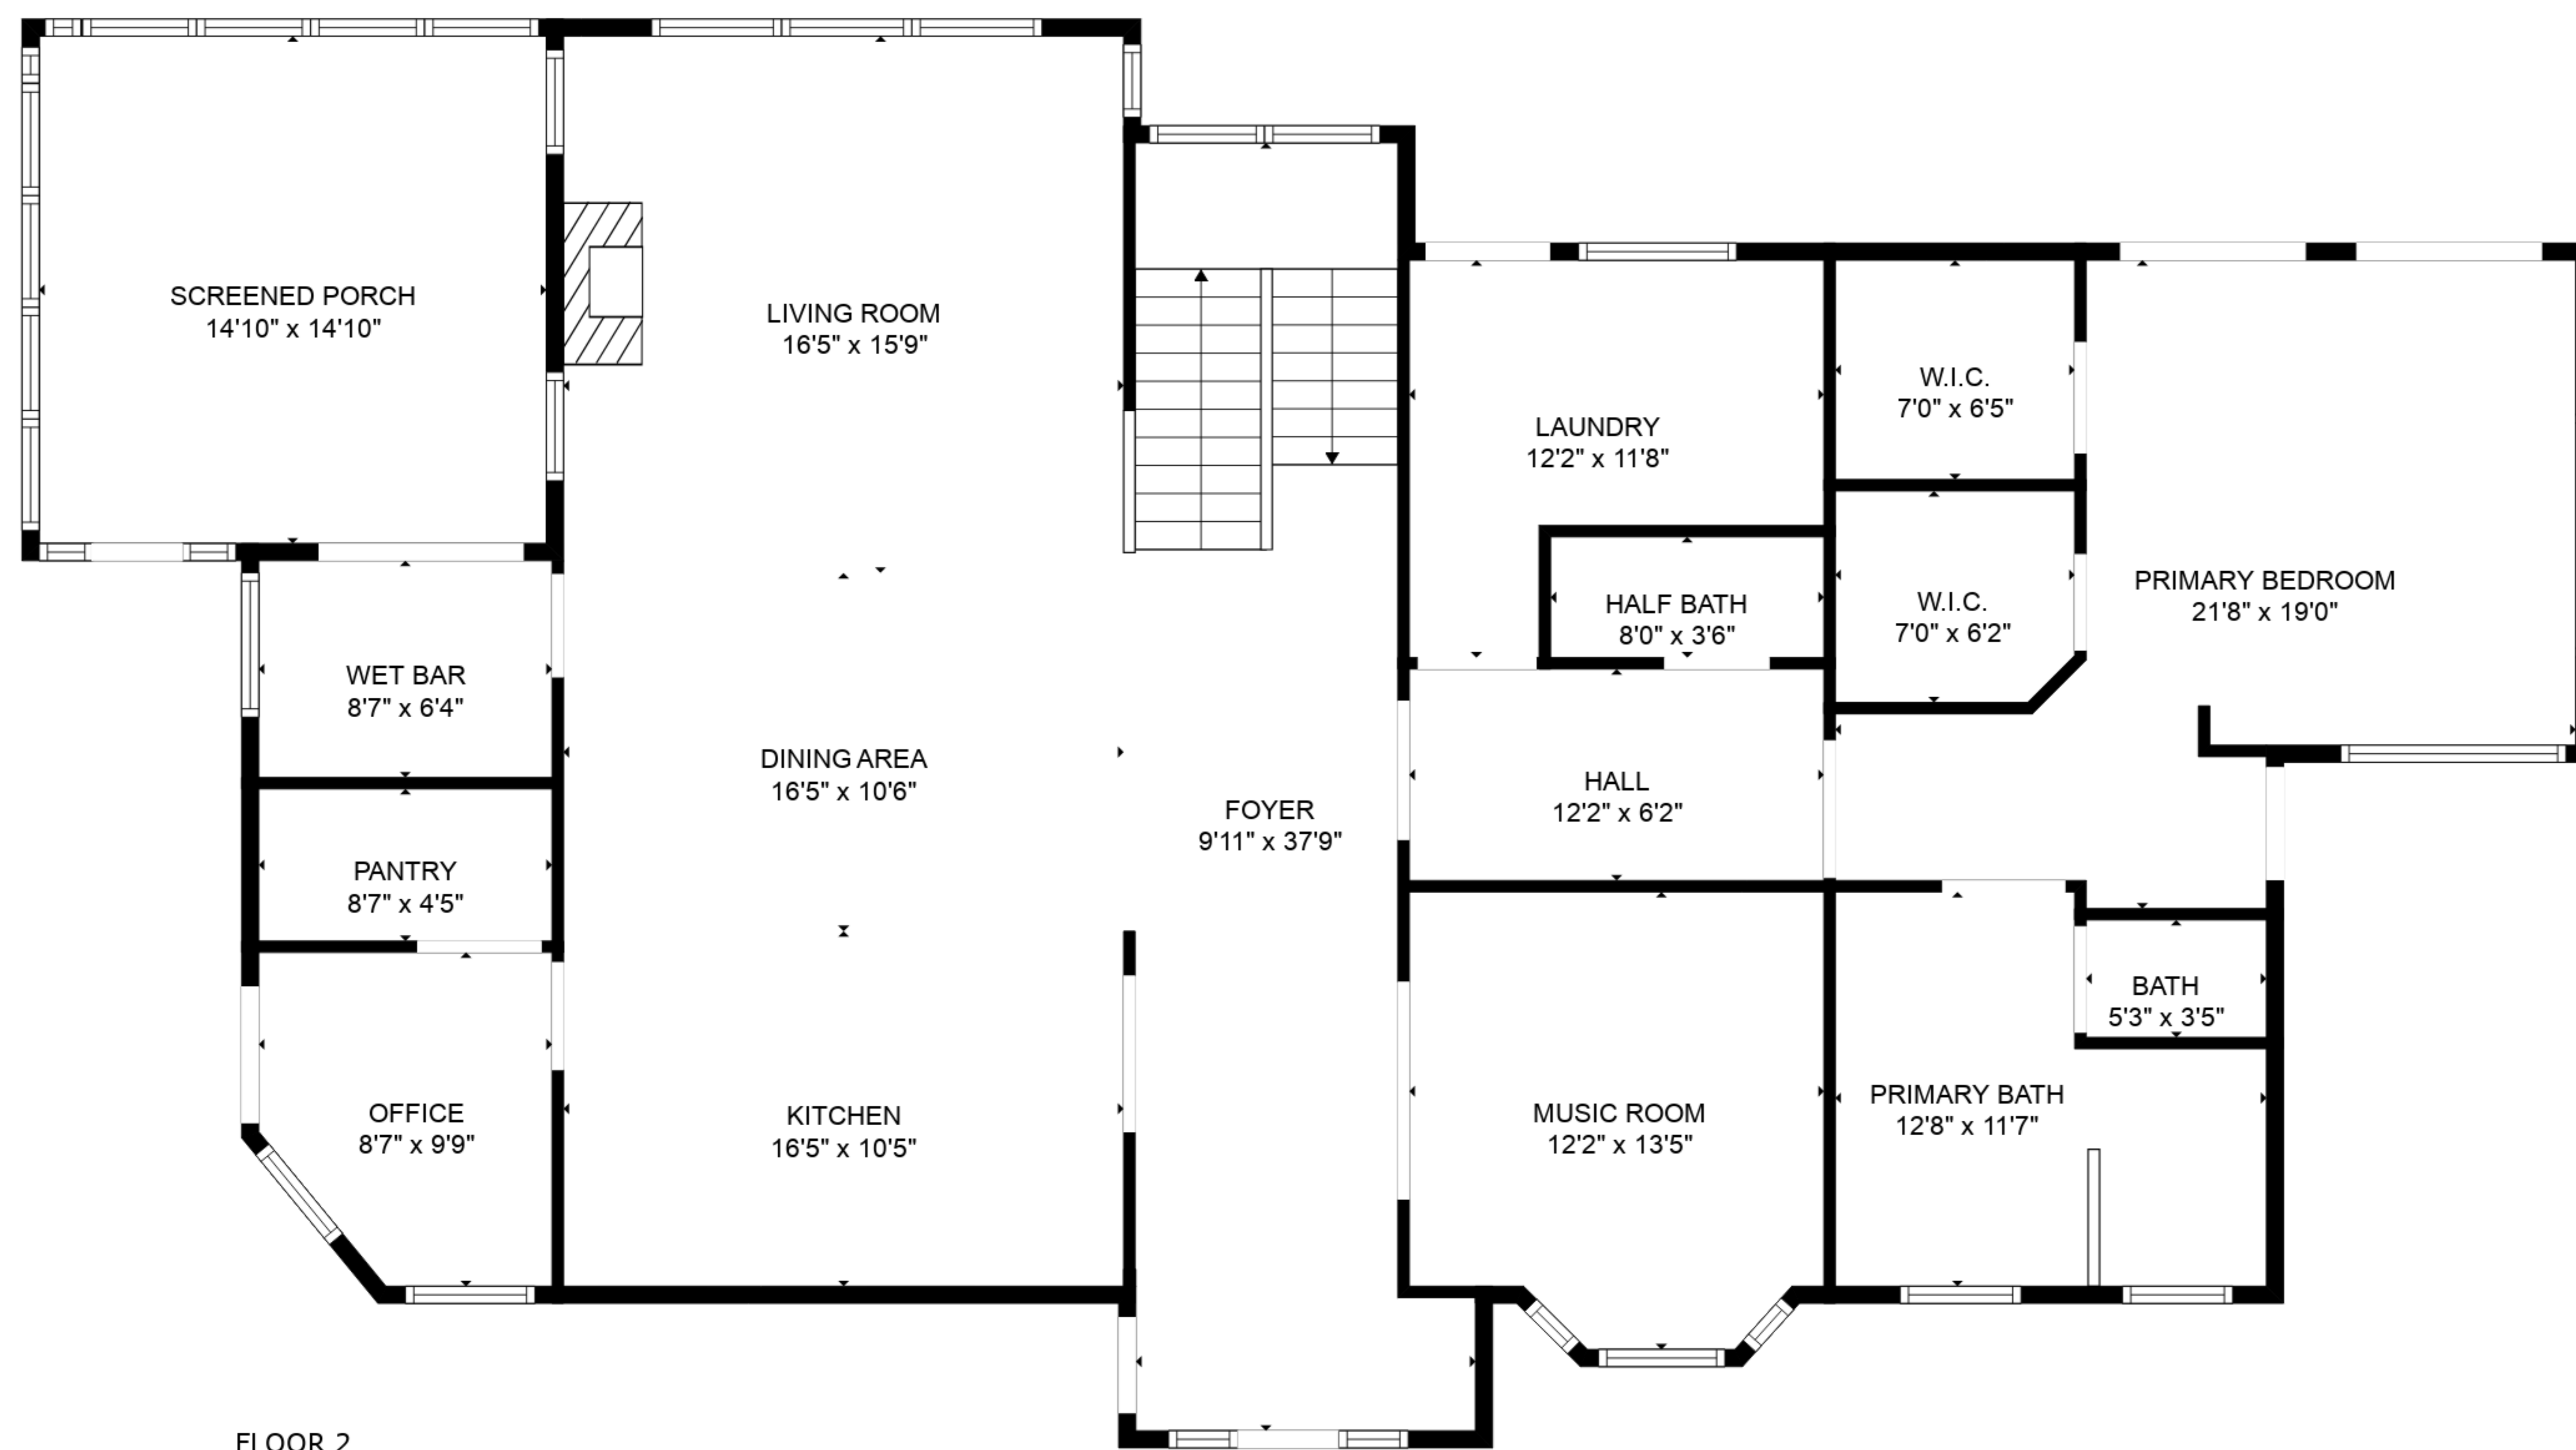 SCREENED PORCH
14'10" x 14'10"
LIVING ROOM
16'5" x 15'9"
LAUNDRY
12'2" x 11'8"
W.I.C.
7'0" x 6'5"
W.I.C.
7'0" x 6'2"
PRIMARY BEDROOM
21'8" x 19'0"
HALF BATH
8'0" x 3'6"
WET BAR
8'7" x 6'4"
DINING AREA
16'5" x 10'6"
FOYER
9'11" x 37'9"
HALL
12'2" x 6'2"
PANTRY
8'7" x 4'5"
BATH
5'3" x 3'5"
OFFICE
8'7" x 9'9"
KITCHEN
16'5" x 10'5"
MUSIC ROOM
12'2" x 13'5"
PRIMARY BATH
12'8" x 11'7"
FLOOR 2